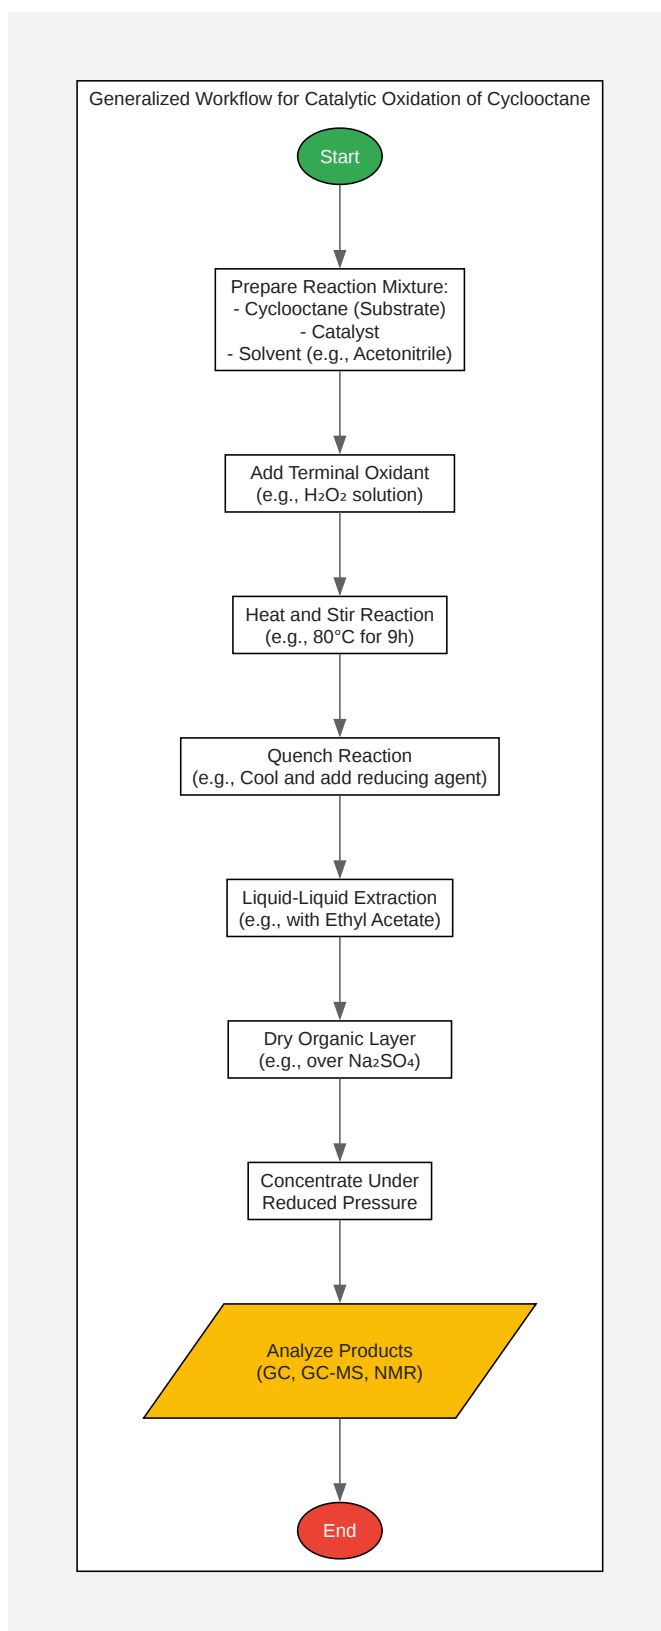 Generalized Workflow for Catalytic Oxidation of Cyclooctane
Start
Prepare Reaction Mixture:
- Cyclooctane (Substrate)
- Catalyst
- Solvent (e.g., Acetonitrile)
Add Terminal Oxidant
(e.g., H₂O₂ solution)
Heat and Stir Reaction
(e.g., 80°C for 9h)
Quench Reaction
(e.g., Cool and add reducing agent)
Liquid-Liquid Extraction
(e.g., with Ethyl Acetate)
Dry Organic Layer
(e.g., over Na₂SO₄)
Concentrate Under
Reduced Pressure
Analyze Products
(GC, GC-MS, NMR)
End